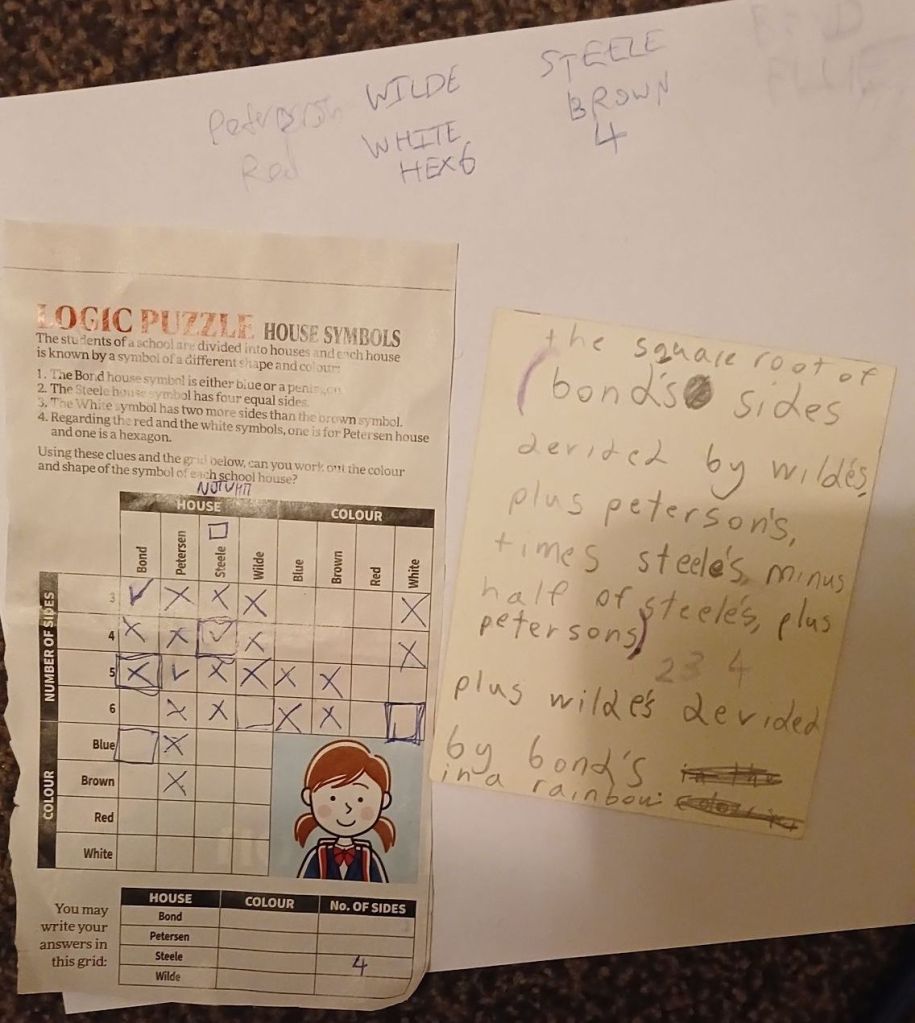 Peterson WILDE STEELE BOND
Red WHITE BROWN BLUE
HEX6 4
LOGIC PUZZLE HOUSE SYMBOLS
The students of a school are divided into houses and each house
is known by a symbol of a different shape and colour:
1. The Bond house symbol is either blue or a pentagon.
2. The Steele house symbol has four equal sides.
3. The White symbol has two more sides than the brown symbol.
4. Regarding the red and the white symbols, one is for Petersen house
and one is a hexagon.
Using these clues and the grid below, can you work out the colour
and shape of the symbol of each school house?
HOUSE COLOUR
Bond Petersen Steele Wilde Blue Brown Red White
NUMBER OF SIDES
3
4
5
6
COLOUR
Blue
Brown
Red
White
You may
write your
answers in
this grid:
HOUSE COLOUR No. OF SIDES
Bond
Petersen
Steele 4
Wilde
the square root of
(bond's sides
devided by wilde's,
plus peterson's,
times steele's, minus
half of steele's, plus
petersons)
23 4
plus wilde's devided
by bond's
in a rainbow